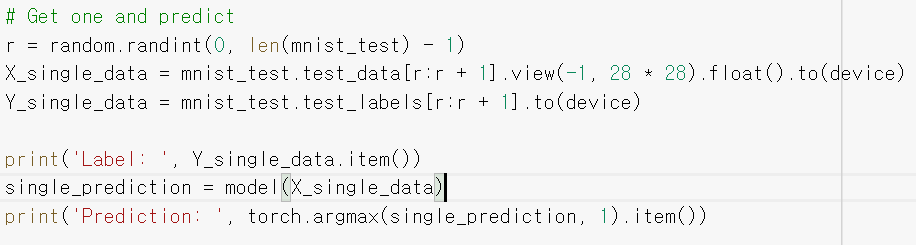 # Get one and predict
r = random.randint(0, len(mnist_test) - 1)
X_single_data = mnist_test.test_data[r:r + 1].view(-1, 28 * 28).float().to(device)
Y_single_data = mnist_test.test_labels[r:r + 1].to(device)
print('Label: ', Y_single_data.item())
single_prediction = model(X_single_data)
print('Prediction: ', torch.argmax(single_prediction, 1).item())